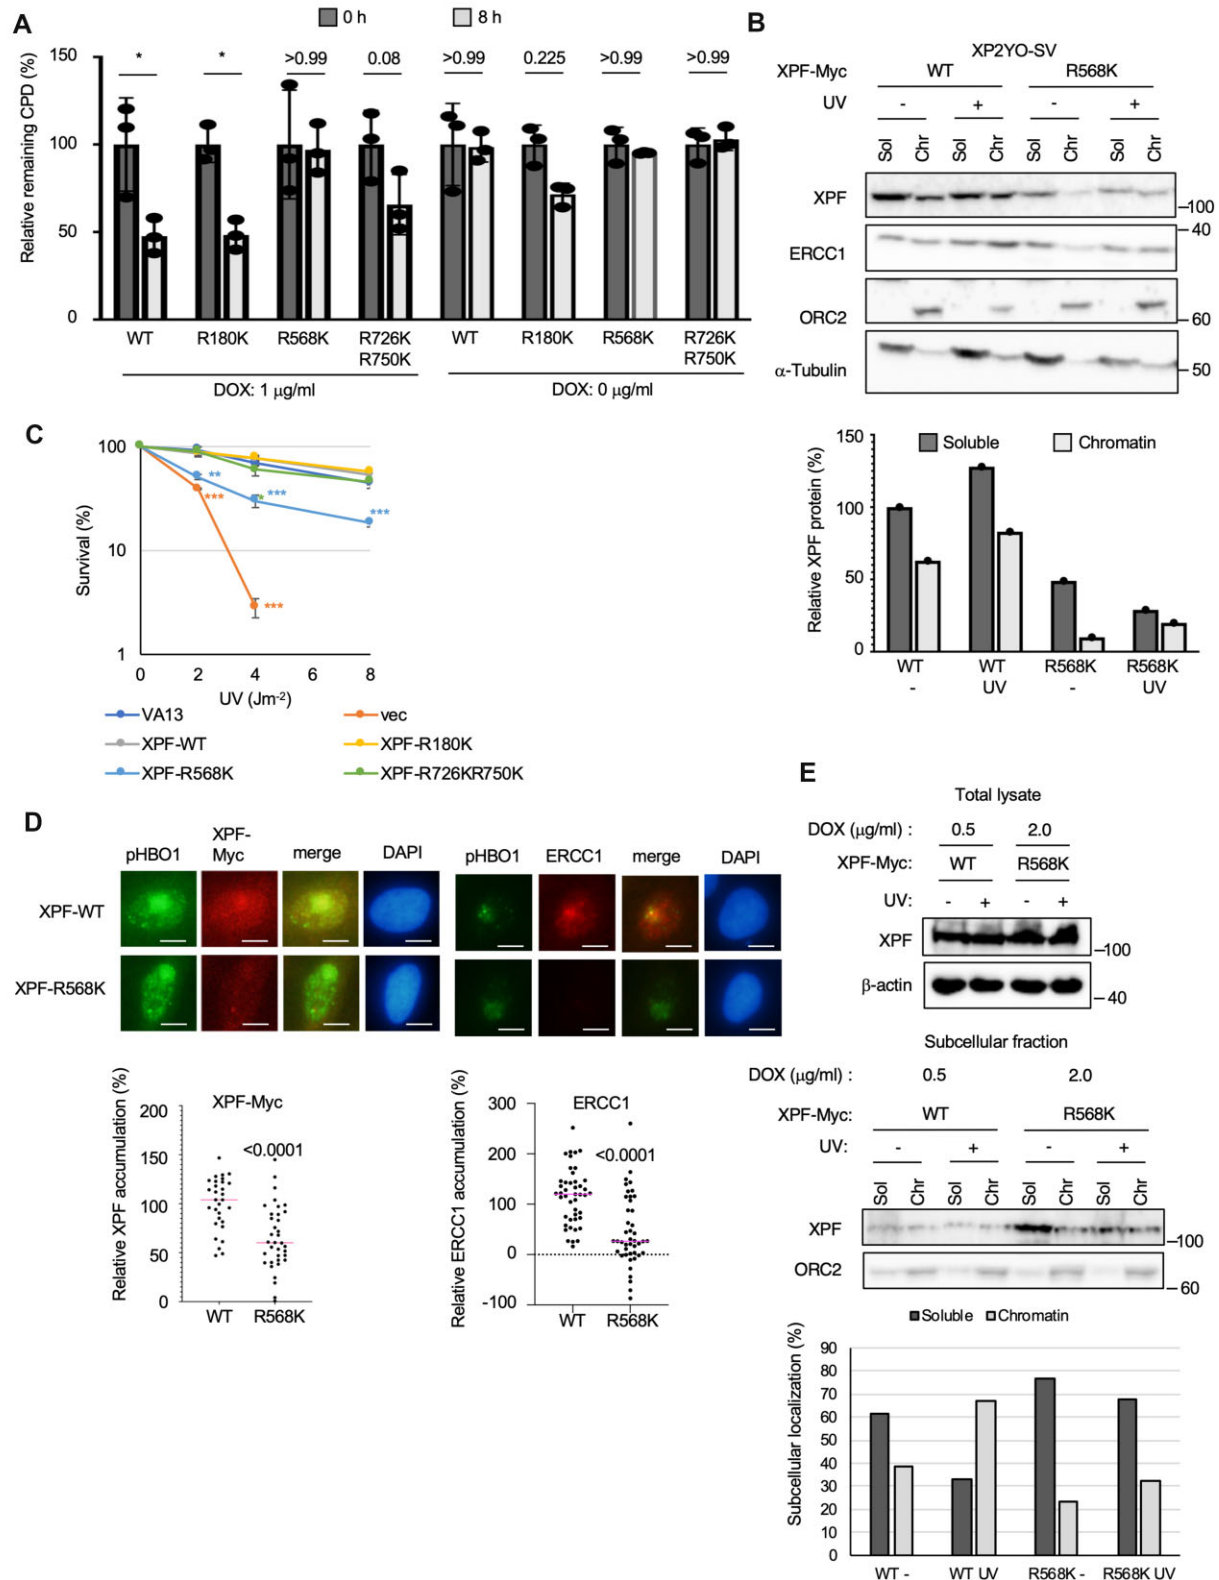 A
0 h
8 h
Relative remaining CPD (%)
150
100
50
0
*
*
>0.99
0.08
>0.99
0.225
>0.99
>0.99
WT
R180K
R568K
R726K
R750K
WT
R180K
R568K
R726K
R750K
DOX: 1 μg/ml
DOX: 0 μg/ml
B
XP2YO-SV
XPF-Myc
WT
R568K
UV
-
+
-
+
Sol
Chr
Sol
Chr
Sol
Chr
Sol
Chr
XPF
–100
–40
ERCC1
ORC2
–60
α-Tubulin
–50
Relative XPF protein (%)
150
100
50
0
Soluble
Chromatin
WT
-
WT
UV
R568K
-
R568K
UV
C
Survival (%)
100
10
1
**
***
***
*
***
***
0
2
4
6
8
UV (Jm-2)
VA13
vec
XPF-WT
XPF-R180K
XPF-R568K
XPF-R726KR750K
D
pHBO1
XPF-
Myc
merge
DAPI
pHBO1
ERCC1
merge
DAPI
XPF-WT
XPF-R568K
Relative XPF accumulation (%)
200
150
100
50
0
XPF-Myc
<0.0001
WT
R568K
Relative ERCC1 accumulation (%)
300
200
100
0
-100
ERCC1
<0.0001
WT
R568K
E
Total lysate
DOX (μg/ml) :
0.5
2.0
XPF-Myc:
WT
R568K
UV:
-
+
-
+
XPF
–100
β-actin
–40
Subcellular fraction
DOX (μg/ml) :
0.5
2.0
XPF-Myc:
WT
R568K
UV:
-
+
-
+
Sol
Chr
Sol
Chr
Sol
Chr
Sol
Chr
XPF
–100
ORC2
60
Soluble
Chromatin
Subcellular localization (%)
90
80
70
60
50
40
30
20
10
0
WT -
WT UV
R568K -
R568K UV